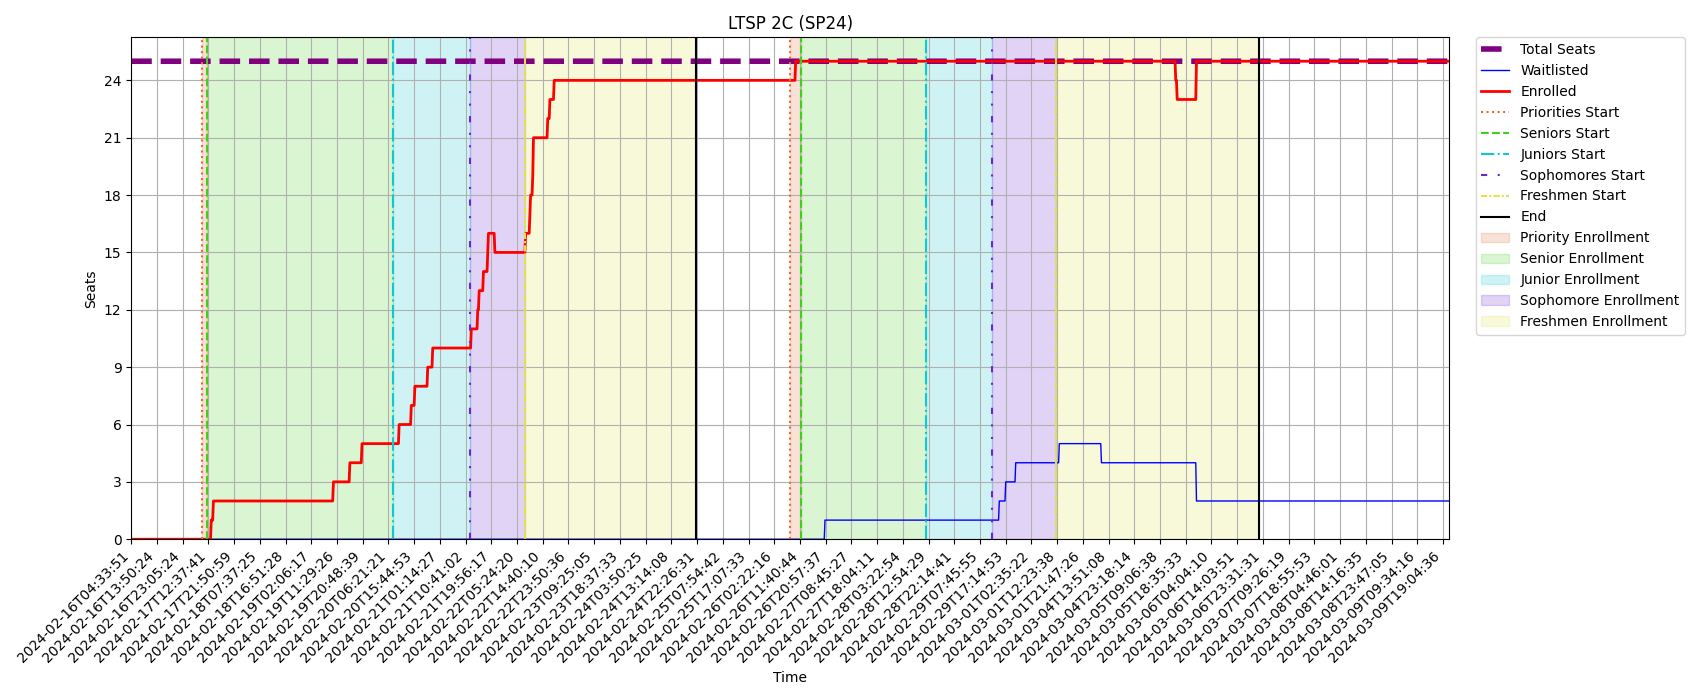 LTSP 2C (SP24)
Seats
24
21
18
15
12
9
6
3
0
2024-02-16T04:33:51
2024-02-16T13:50:24
2024-02-16T23:05:24
2024-02-17T12:37:41
2024-02-17T21:50:59
2024-02-18T07:37:25
2024-02-18T16:51:28
2024-02-19T02:06:17
2024-02-19T11:29:26
2024-02-19T20:48:39
2024-02-20T06:21:21
2024-02-20T15:44:53
2024-02-21T01:14:27
2024-02-21T10:41:02
2024-02-21T19:56:17
2024-02-22T05:24:20
2024-02-22T14:40:10
2024-02-22T23:50:36
2024-02-23T09:25:05
2024-02-23T18:37:33
2024-02-24T03:50:25
2024-02-24T13:14:08
2024-02-24T22:26:31
2024-02-25T07:54:42
2024-02-25T17:07:33
2024-02-26T02:22:16
2024-02-26T11:40:44
2024-02-26T20:57:37
2024-02-27T08:45:27
2024-02-27T18:04:11
2024-02-28T03:22:54
2024-02-28T12:54:29
2024-02-28T22:14:41
2024-02-29T07:45:55
2024-02-29T17:14:53
2024-03-01T02:35:22
2024-03-01T12:23:38
2024-03-01T21:47:26
2024-03-04T13:51:08
2024-03-04T23:18:14
2024-03-05T09:06:38
2024-03-05T18:35:33
2024-03-06T04:04:10
2024-03-06T14:03:51
2024-03-06T23:31:31
2024-03-07T09:26:19
2024-03-07T18:55:53
2024-03-08T04:46:01
2024-03-08T14:16:35
2024-03-08T23:47:05
2024-03-09T09:34:16
2024-03-09T19:04:36
Time
Total Seats
Waitlisted
Enrolled
Priorities Start
Seniors Start
Juniors Start
Sophomores Start
Freshmen Start
End
Priority Enrollment
Senior Enrollment
Junior Enrollment
Sophomore Enrollment
Freshmen Enrollment